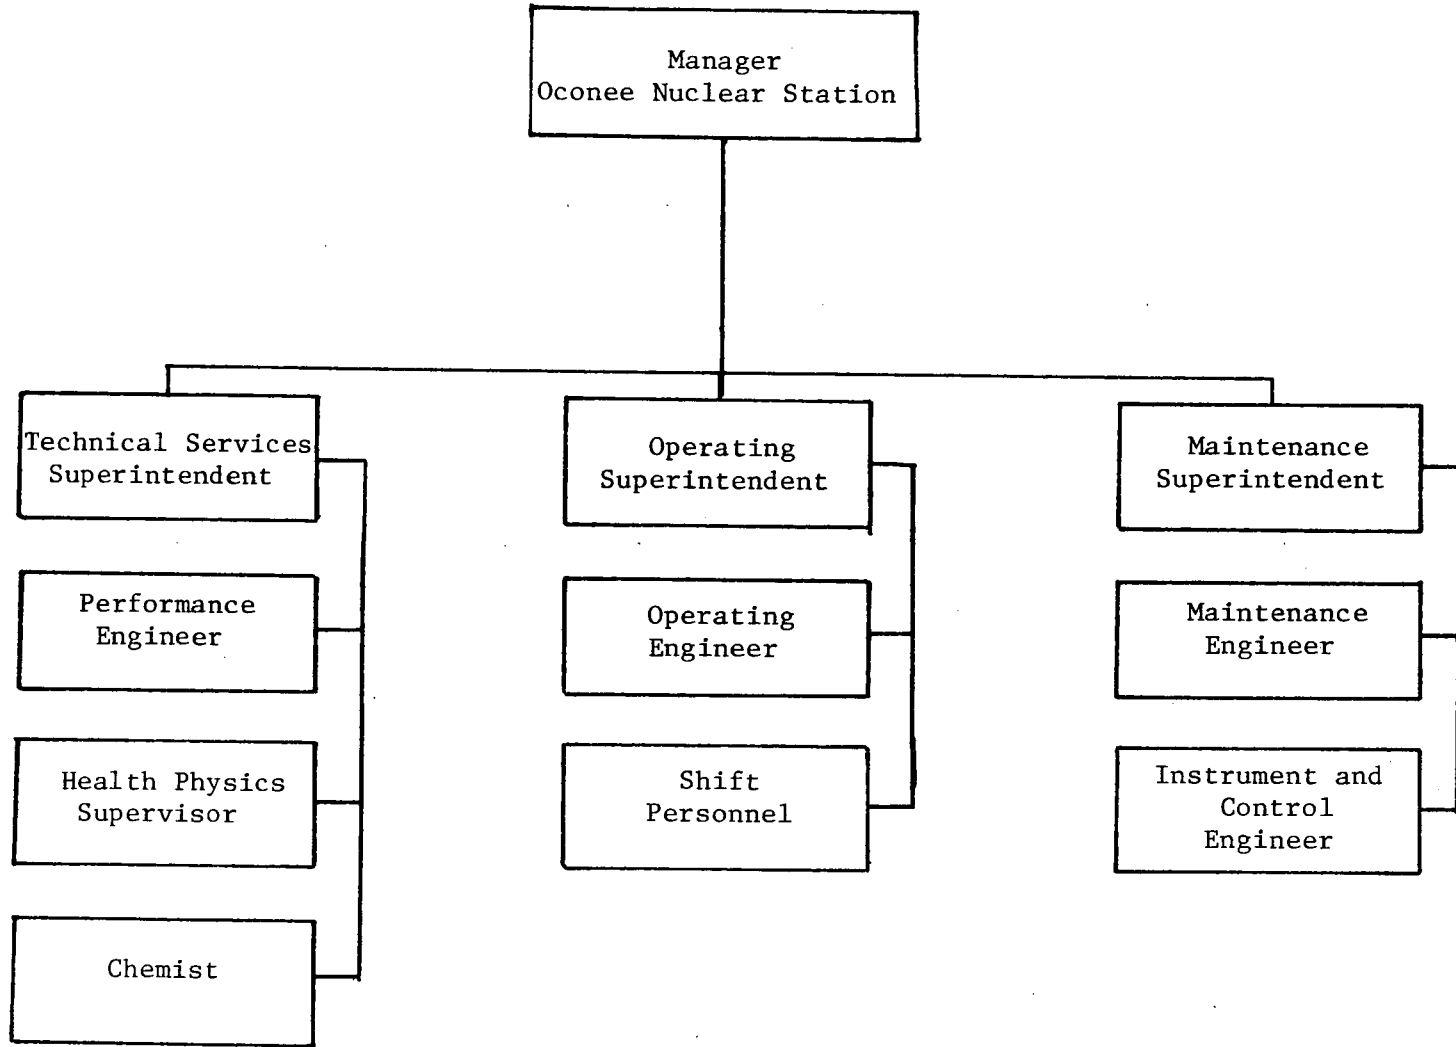 Manager
Oconee Nuclear Station
Technical Services
Superintendent
Operating
Superintendent
Maintenance
Superintendent
Performance
Engineer
Operating
Engineer
Maintenance
Engineer
Health Physics
Supervisor
Shift
Personnel
Instrument and
Control
Engineer
Chemist